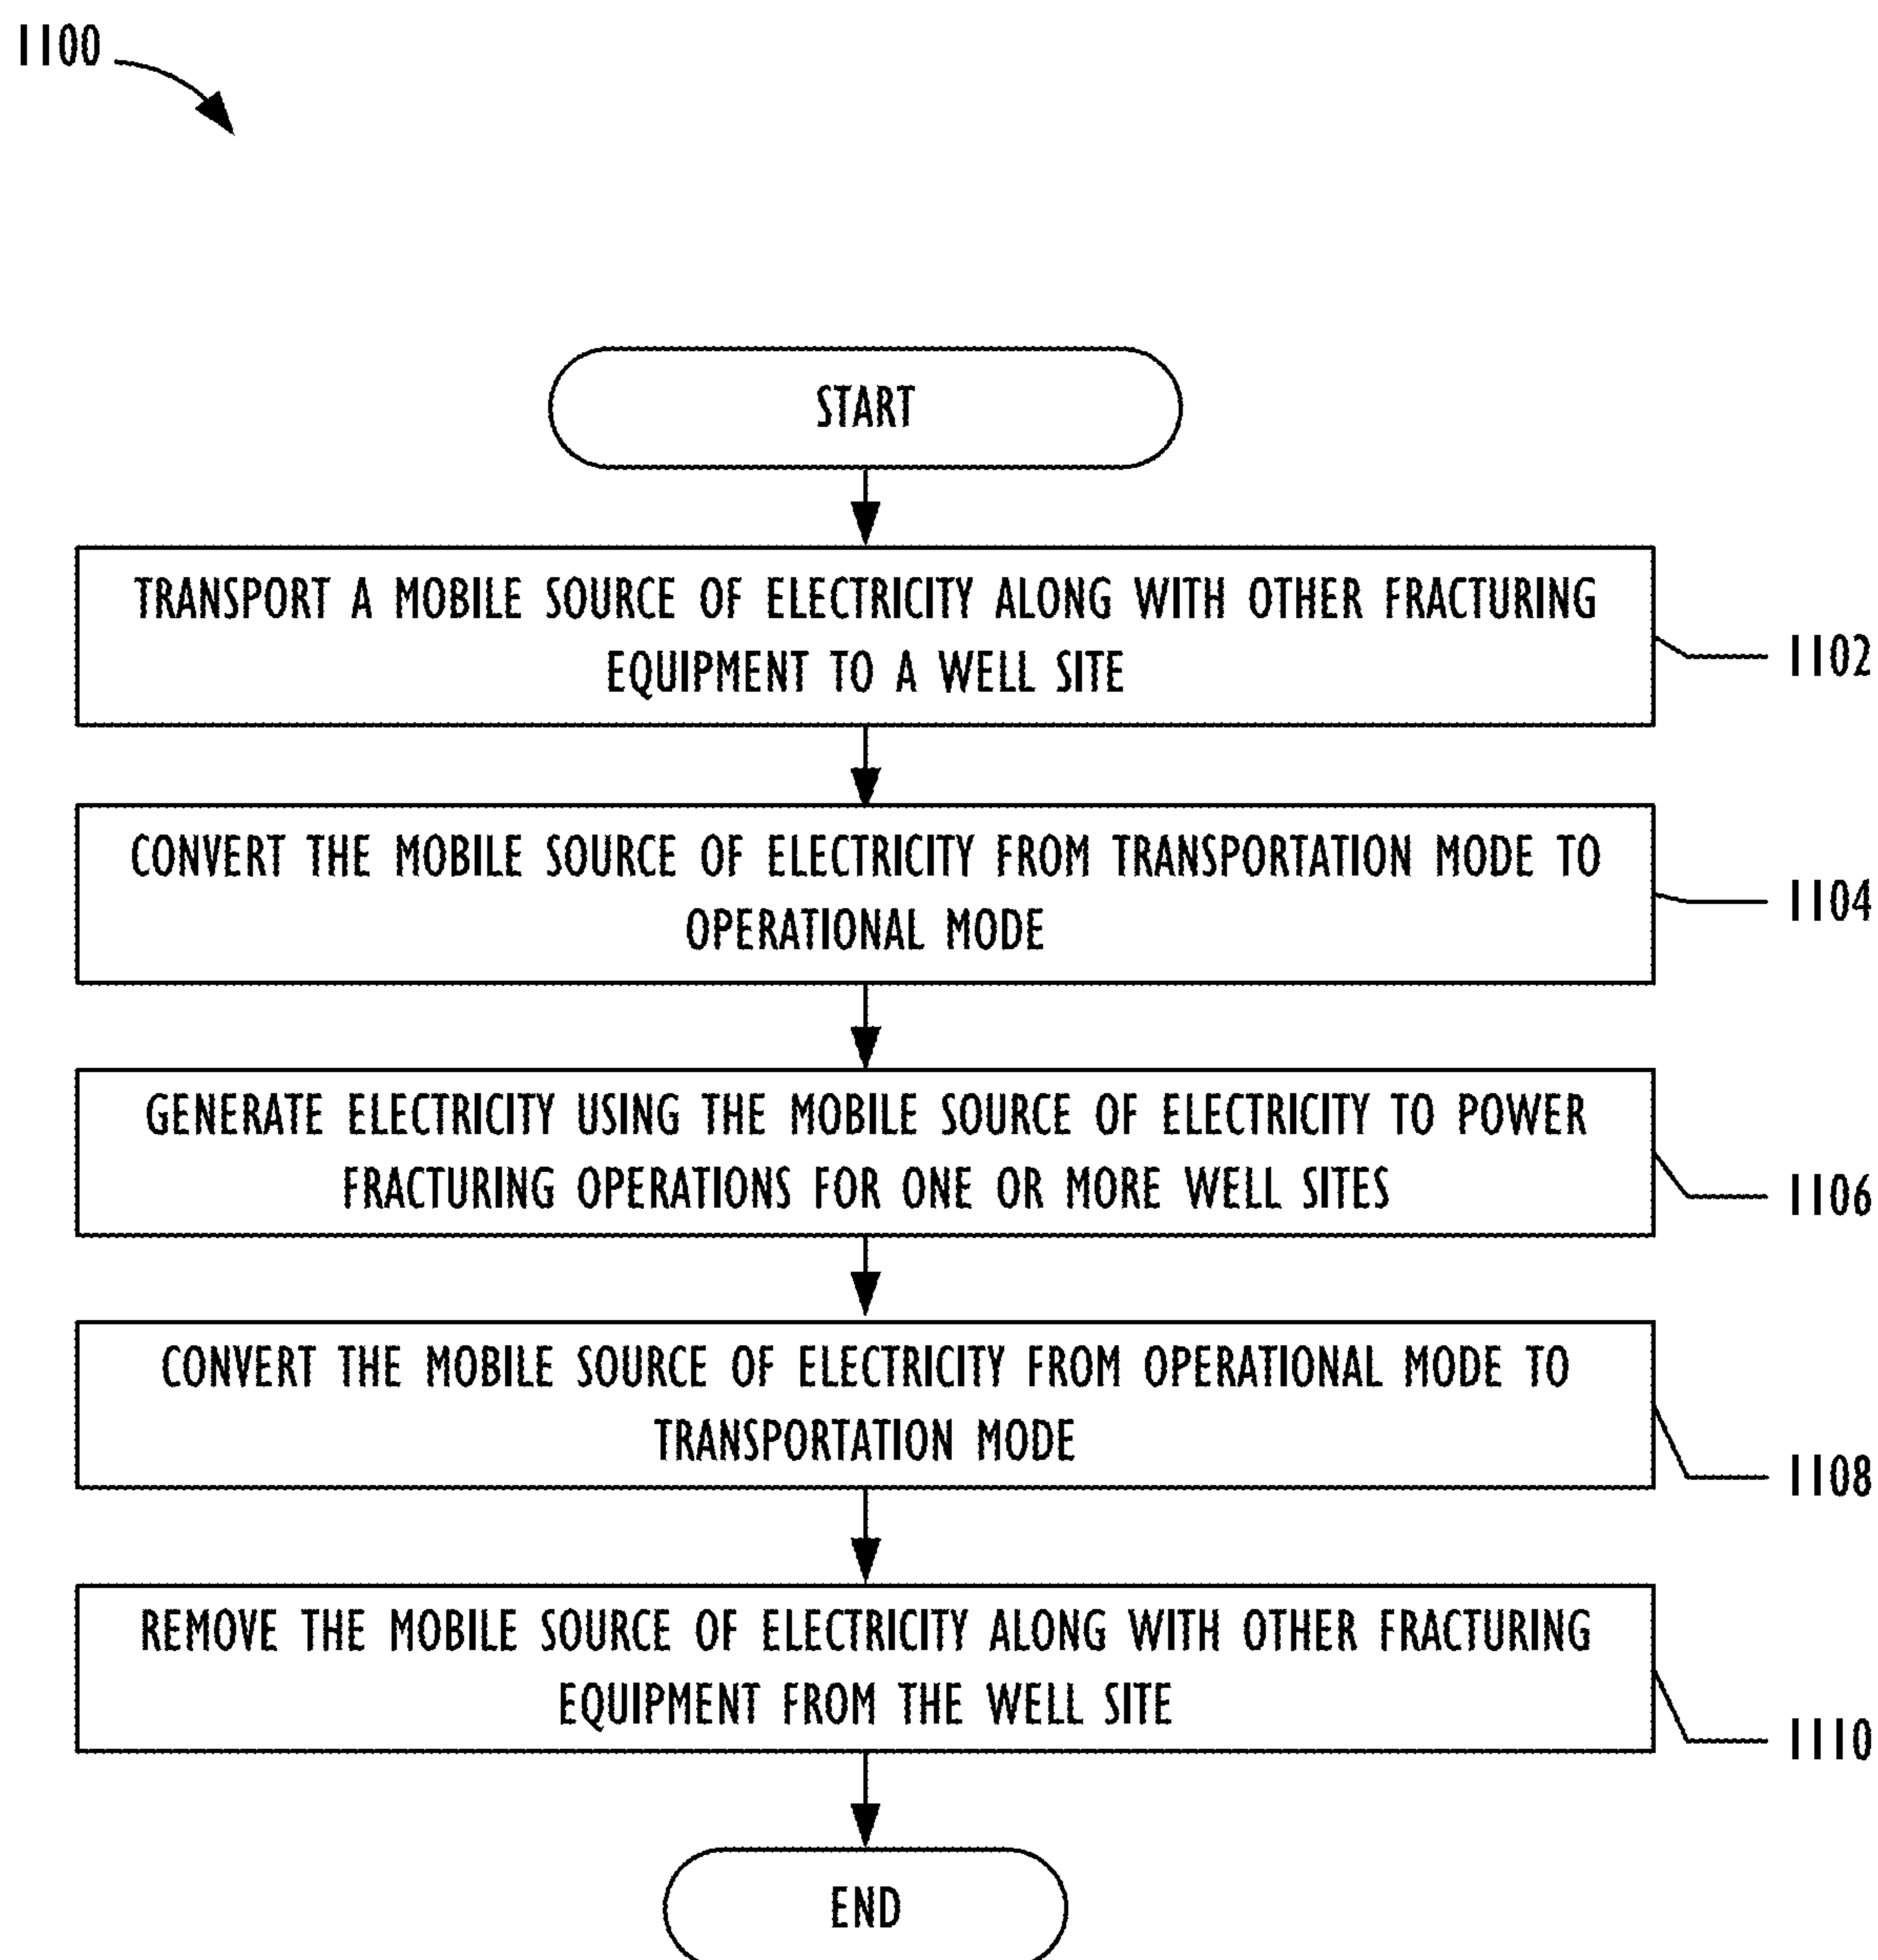 1100
START
TRANSPORT A MOBILE SOURCE OF ELECTRICITY ALONG WITH OTHER FRACTURING
EQUIPMENT TO A WELL SITE
1102
CONVERT THE MOBILE SOURCE OF ELECTRICITY FROM TRANSPORTATION MODE TO
OPERATIONAL MODE
1104
GENERATE ELECTRICITY USING THE MOBILE SOURCE OF ELECTRICITY TO POWER
FRACTURING OPERATIONS FOR ONE OR MORE WELL SITES
1106
CONVERT THE MOBILE SOURCE OF ELECTRICITY FROM OPERATIONAL MODE TO
TRANSPORTATION MODE
1108
REMOVE THE MOBILE SOURCE OF ELECTRICITY ALONG WITH OTHER FRACTURING
EQUIPMENT FROM THE WELL SITE
1110
END